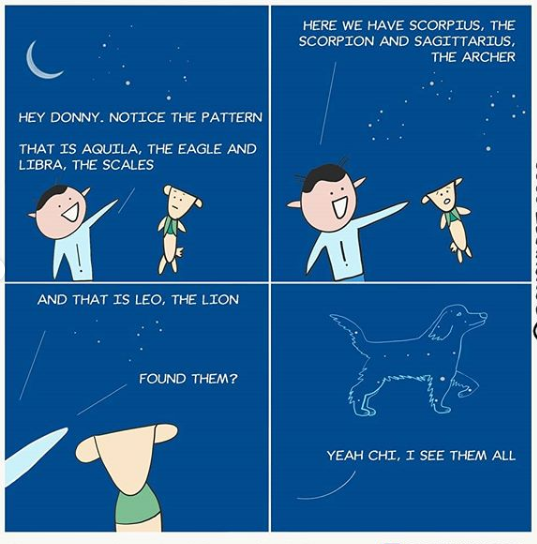 HEY DONNY. NOTICE THE PATTERN
THAT IS AQUILA, THE EAGLE AND
LIBRA, THE SCALES
HERE WE HAVE SCORPIUS, THE
SCORPION AND SAGITTARIUS,
THE ARCHER
AND THAT IS LEO, THE LION
FOUND THEM?
YEAH CHI, I SEE THEM ALL